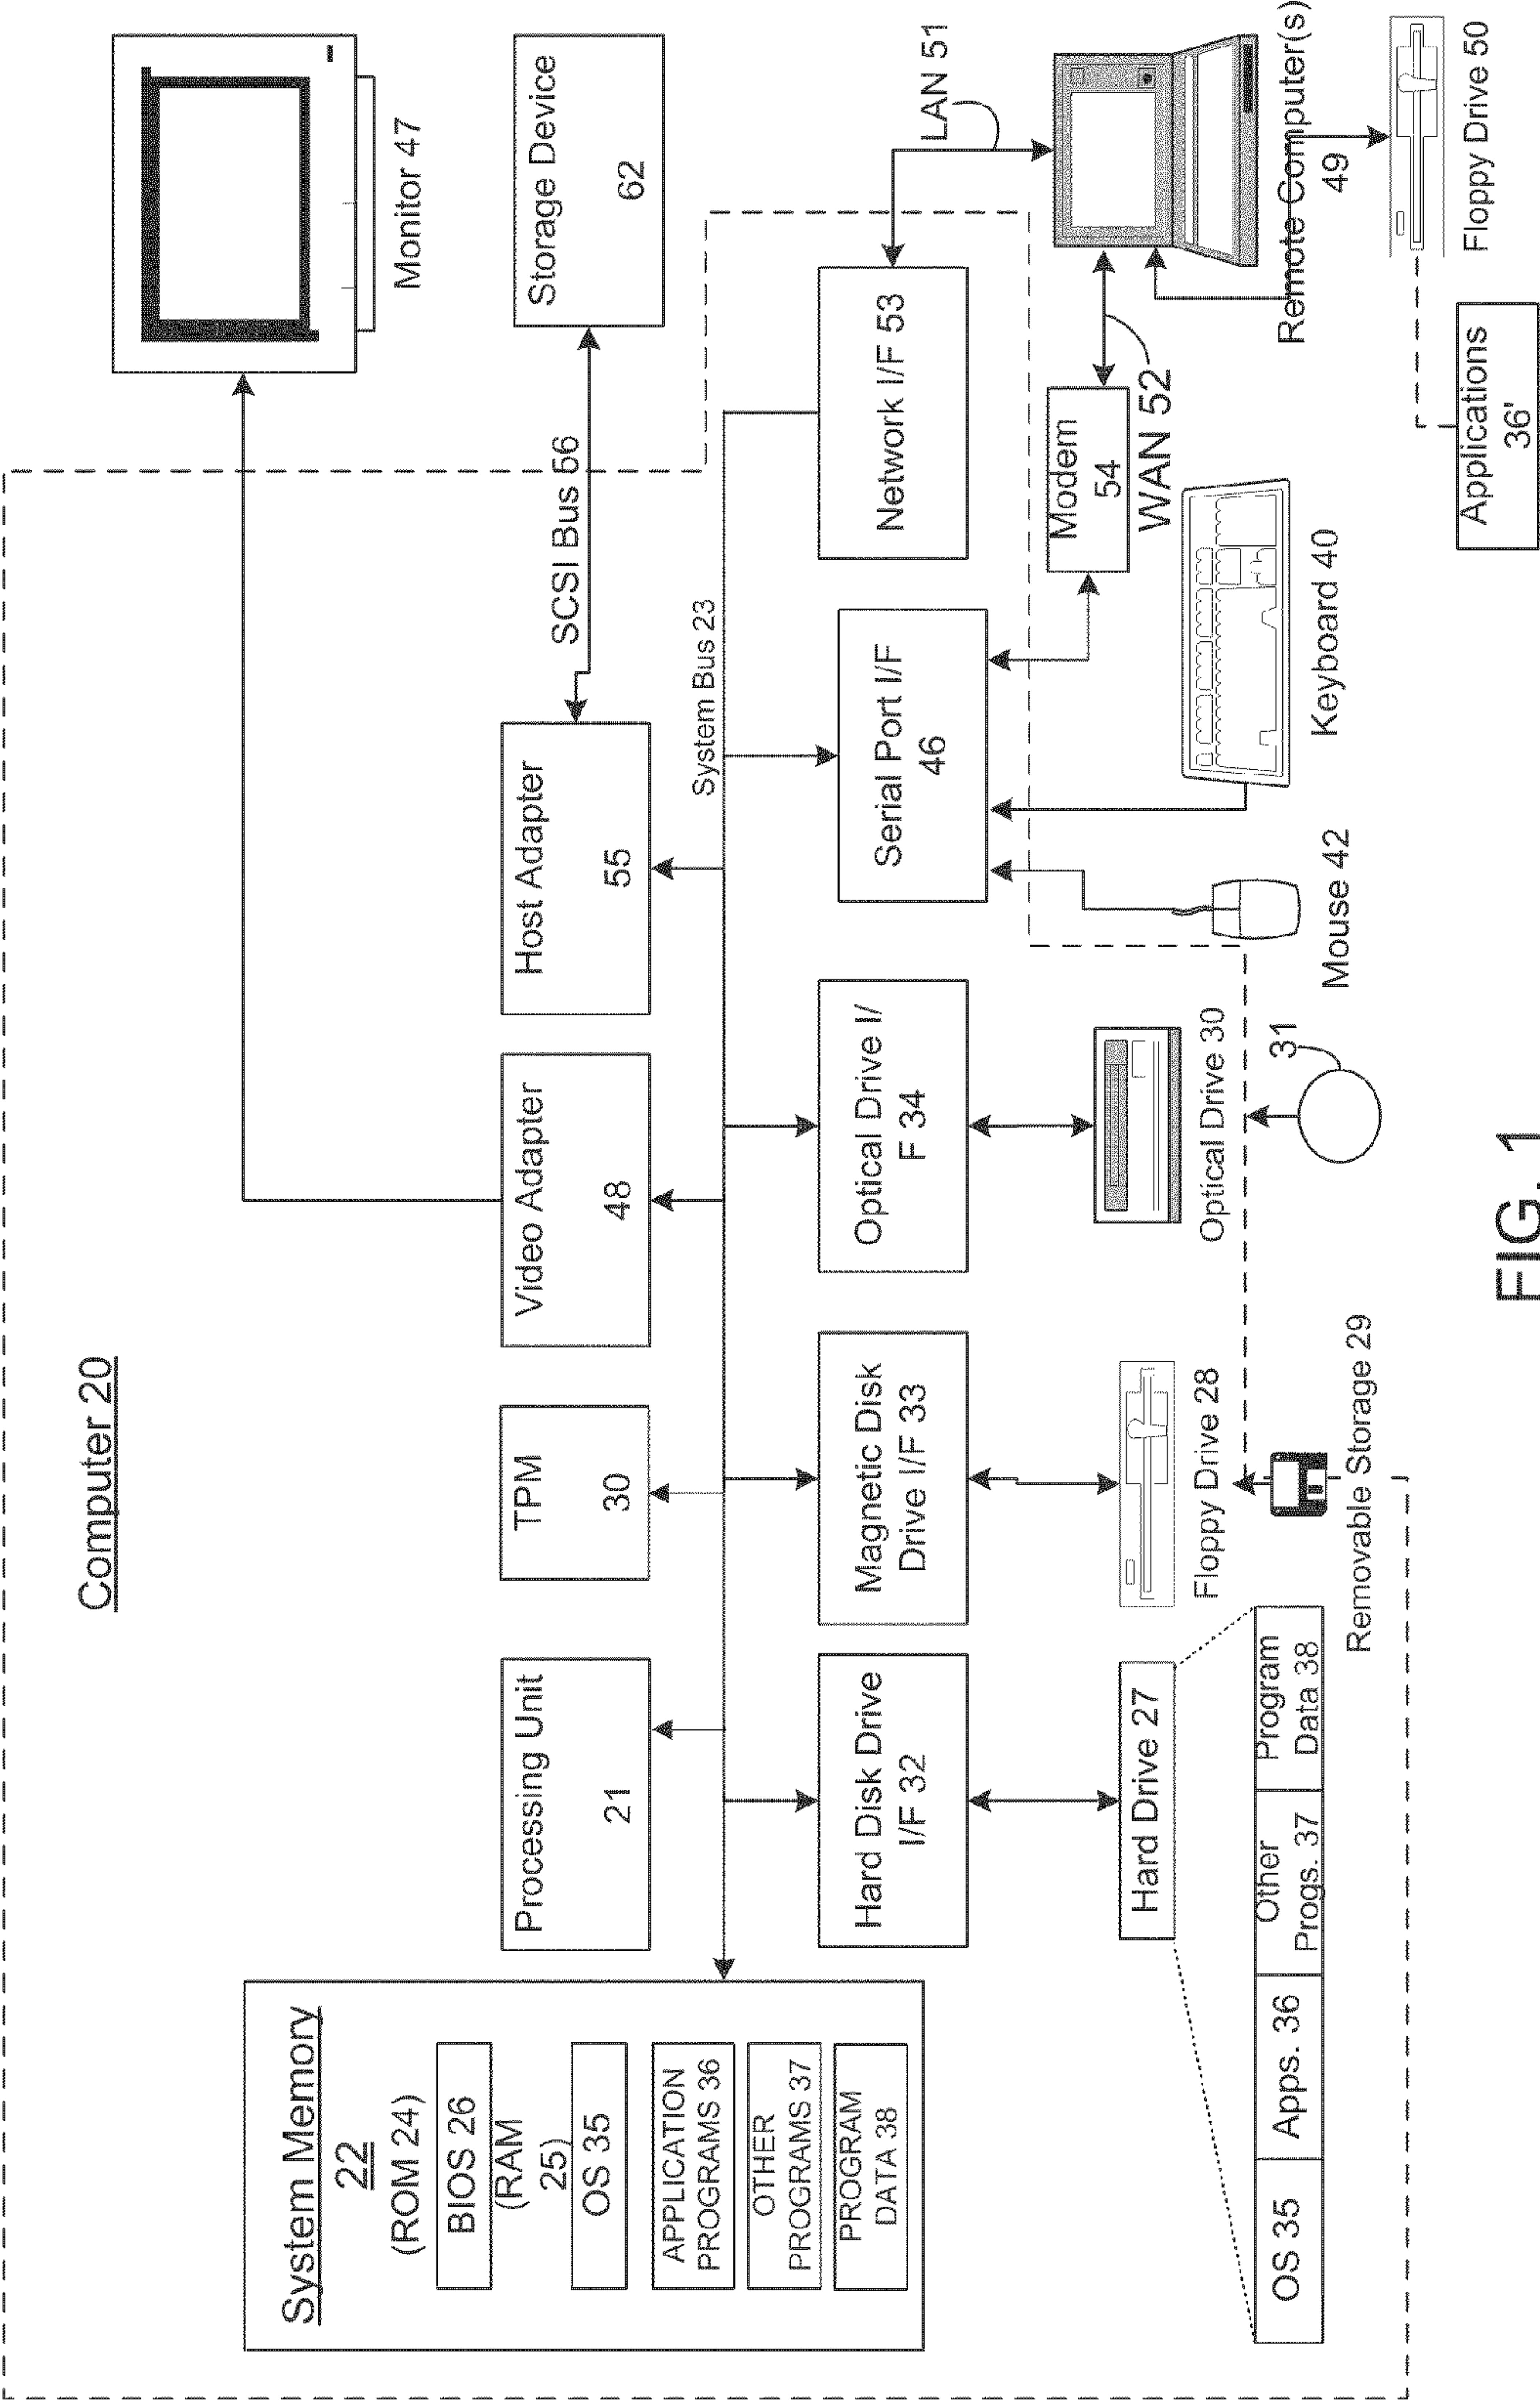 Computer 20
Monitor 47
System Memory
22
(ROM 24)
BIOS 26
(RAM
25)
OS 35
APPLICATION
PROGRAMS 36
OTHER
PROGRAMS 37
PROGRAM
DATA 38
Processing Unit
21
TPM
30
Video Adapter
48
Host Adapter
55
SCSI Bus 56
Storage Device
62
System Bus 23
Hard Disk Drive
I/F 32
Magnetic Disk
Drive I/F 33
Optical Drive I/
F 34
Serial Port I/F
46
Network I/F 53
LAN 51
Modem
54
WAN 52
Hard Drive 27
Floppy Drive 28
Optical Drive 30
Mouse 42
Keyboard 40
Remote Computer(s)
49
OS 35
Apps. 36
Other
Progs. 37
Program
Data 38
Removable Storage 29
31
Floppy Drive 50
Applications
36'
FIG. 1